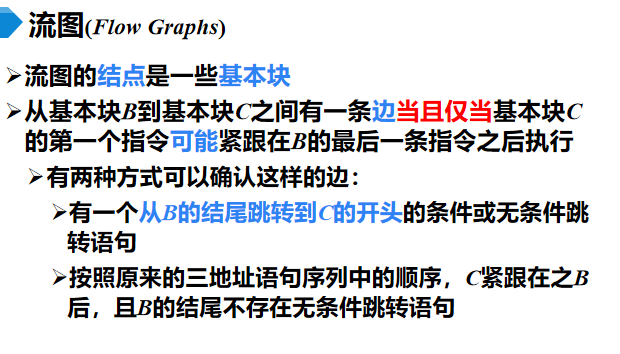 流图(Flow Graphs)
➢流图的结点是一些基本块
➢从基本块B到基本块C之间有一条边当且仅当基本块C
的第一个指令可能紧跟在B的最后一条指令之后执行
➢有两种方式可以确认这样的边：
➢有一个从B的结尾跳转到C的开头的条件或无条件跳
转语句
➢按照原来的三地址语句序列中的顺序，C紧跟在之B
后，且B的结尾不存在无条件跳转语句